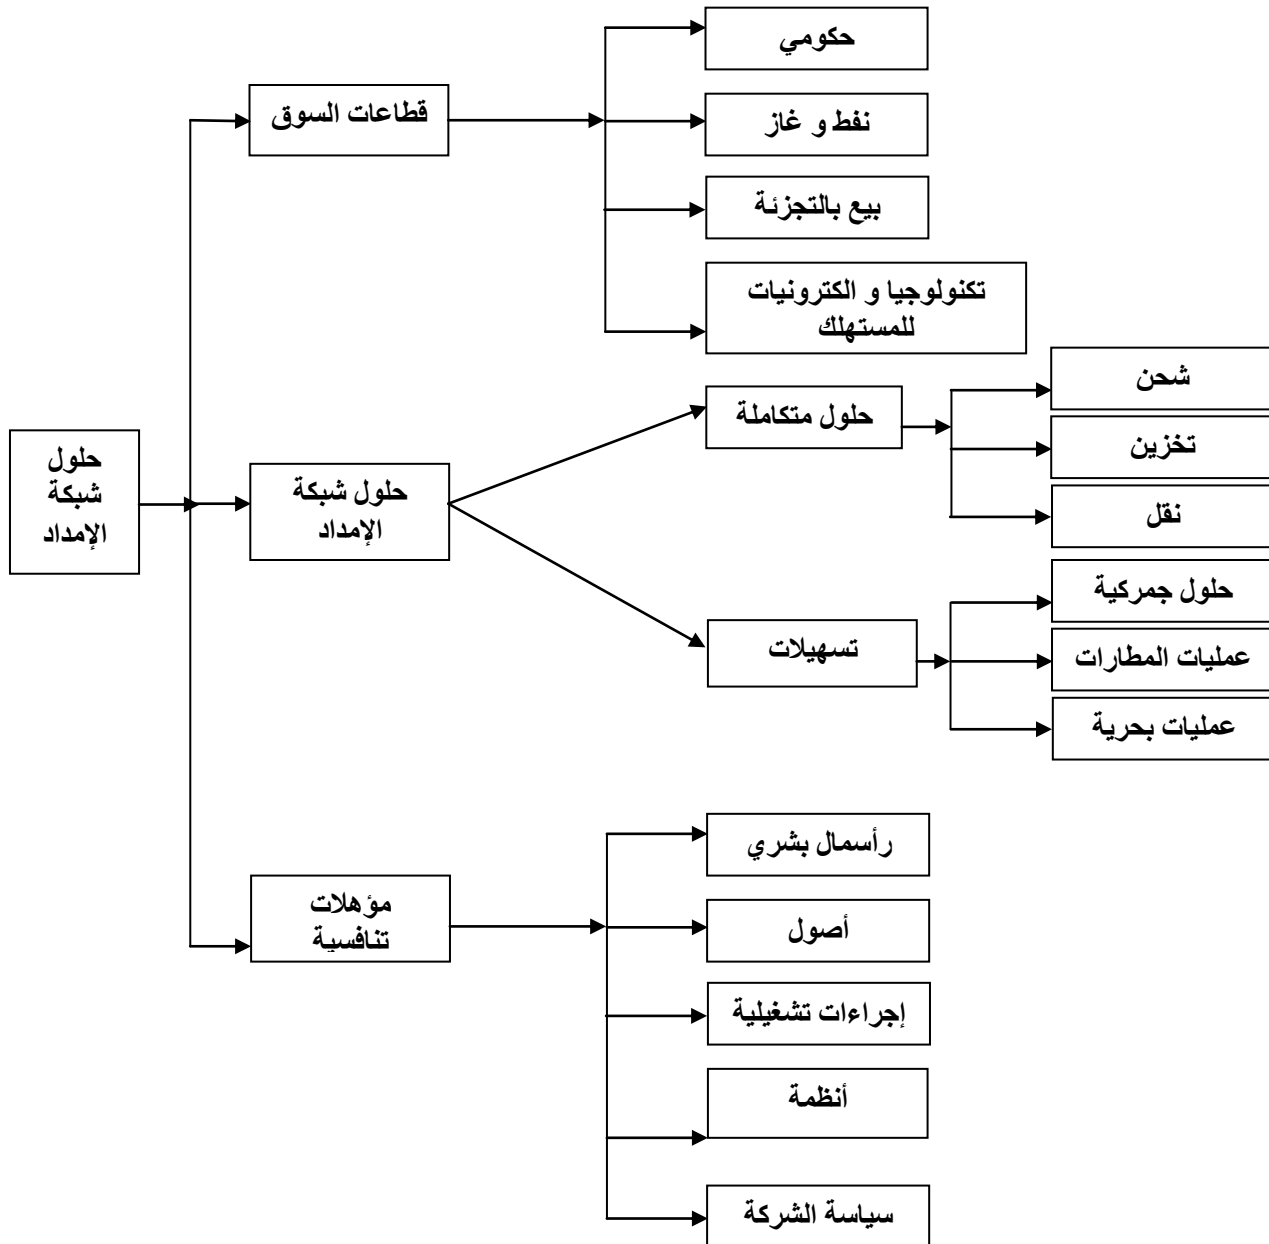 حكومي
قطاعات السوق
نفط و غاز
بيع بالتجزئة
تكنولوجيا و الكترونيات
للمستهلك
شحن
حلول متكاملة
تخزين
حلول
شبكة
الإمداد
حلول شبكة
الإمداد
نقل
حلول جمركية
تسهيلات
عمليات المطارات
عمليات بحرية
رأسمال بشري
مؤهلات
تنافسية
أصول
إجراءات تشغيلية
أنظمة
سياسة الشركة